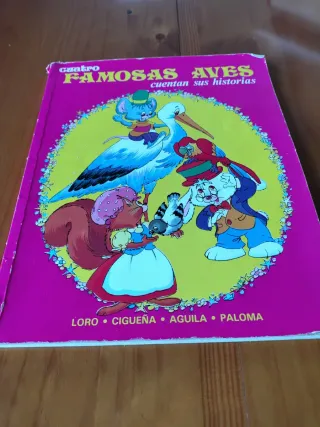 cuatro
FAMOSAS AVES
cuentan sus historias
LORO • CIGUEÑA • AGUILA • PALOMA